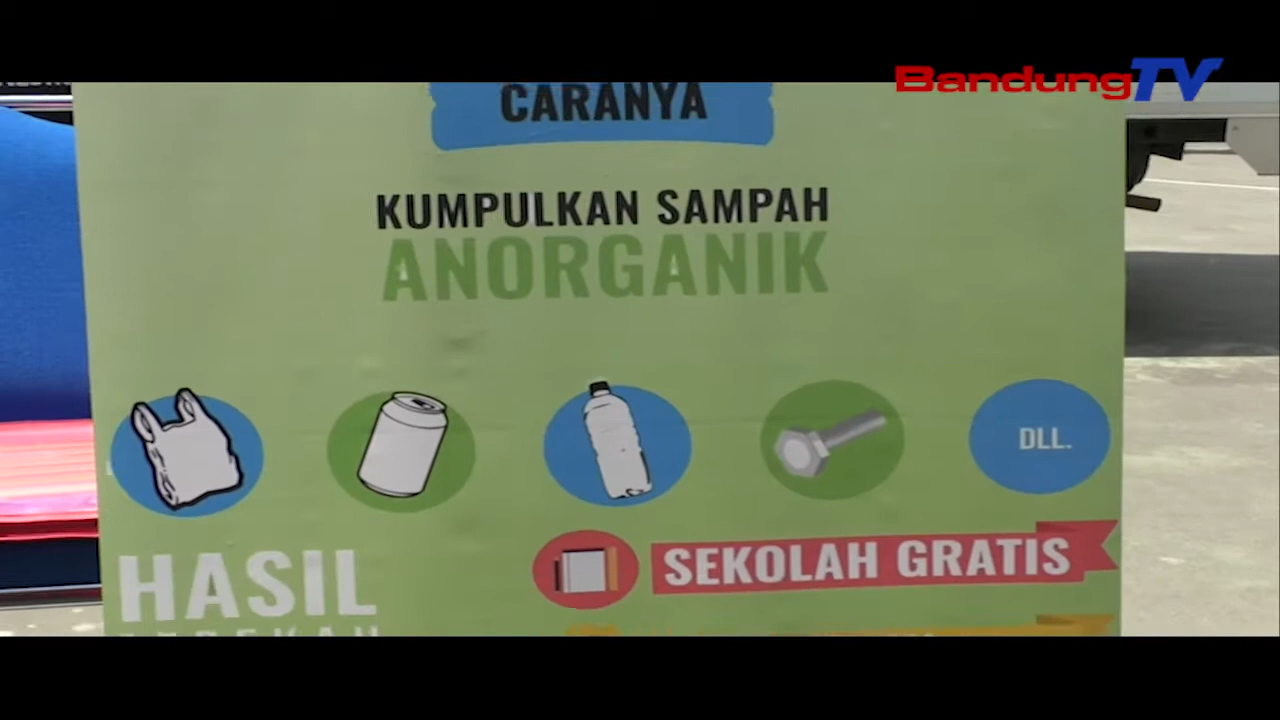 BandungTV
CARANYA
KUMPULKAN SAMPAH
ANORGANIK
DLL.
HASIL
SEKOLAH GRATIS